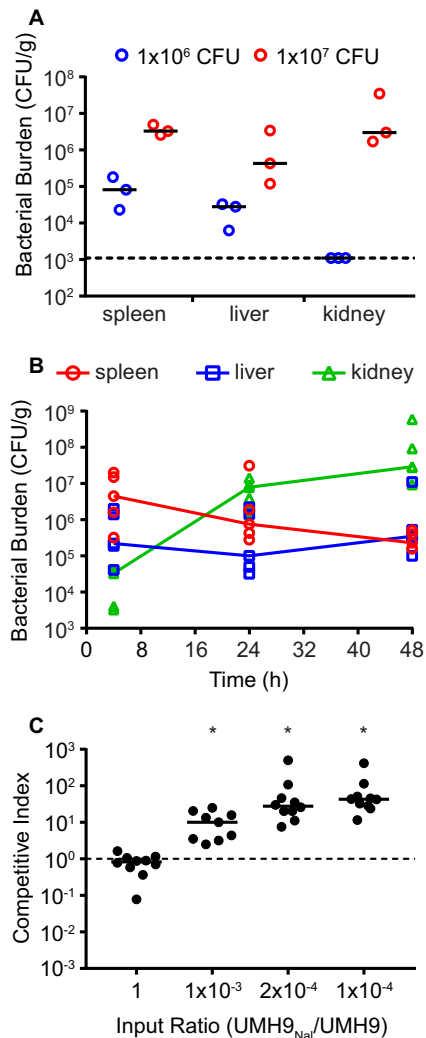 A
1x10⁶ CFU 1x10⁷ CFU
Bacterial Burden (CFU/g)
10⁸
10⁷
10⁶
10⁵
10⁴
10³
10²
spleen liver kidney
B
spleen liver kidney
Bacterial Burden (CFU/g)
10⁹
10⁸
10⁷
10⁶
10⁵
10⁴
10³
0 8 16 24 32 40 48
Time (h)
C
* * *
Competitive Index
10³
10²
10¹
10⁰
10⁻¹
10⁻²
10⁻³
1 1x10⁻³ 2x10⁻⁴ 1x10⁻⁴
Input Ratio (UMH9Nal/UMH9)